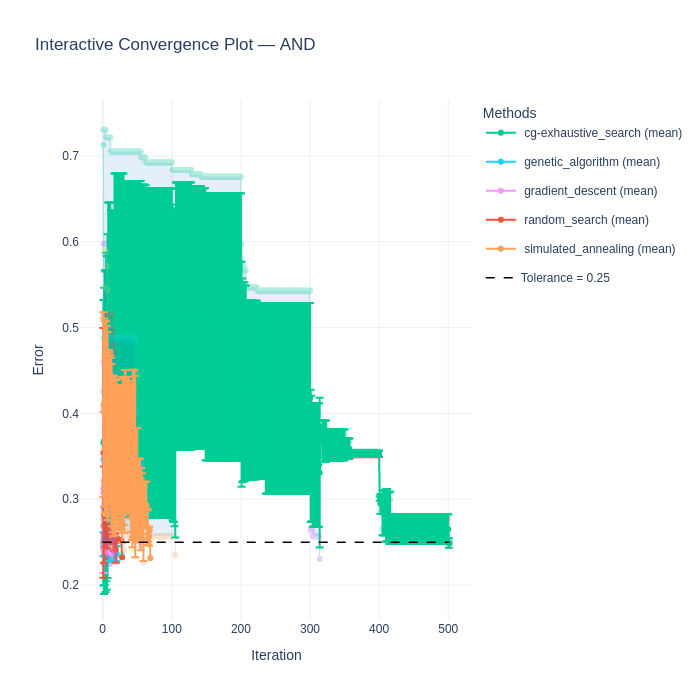 Interactive Convergence Plot — AND
Methods
cg-exhaustive_search (mean)
genetic_algorithm (mean)
gradient_descent (mean)
random_search (mean)
simulated_annealing (mean)
Tolerance = 0.25
Error
0.7
0.6
0.5
0.4
0.3
0.2
0 100 200 300 400 500
Iteration